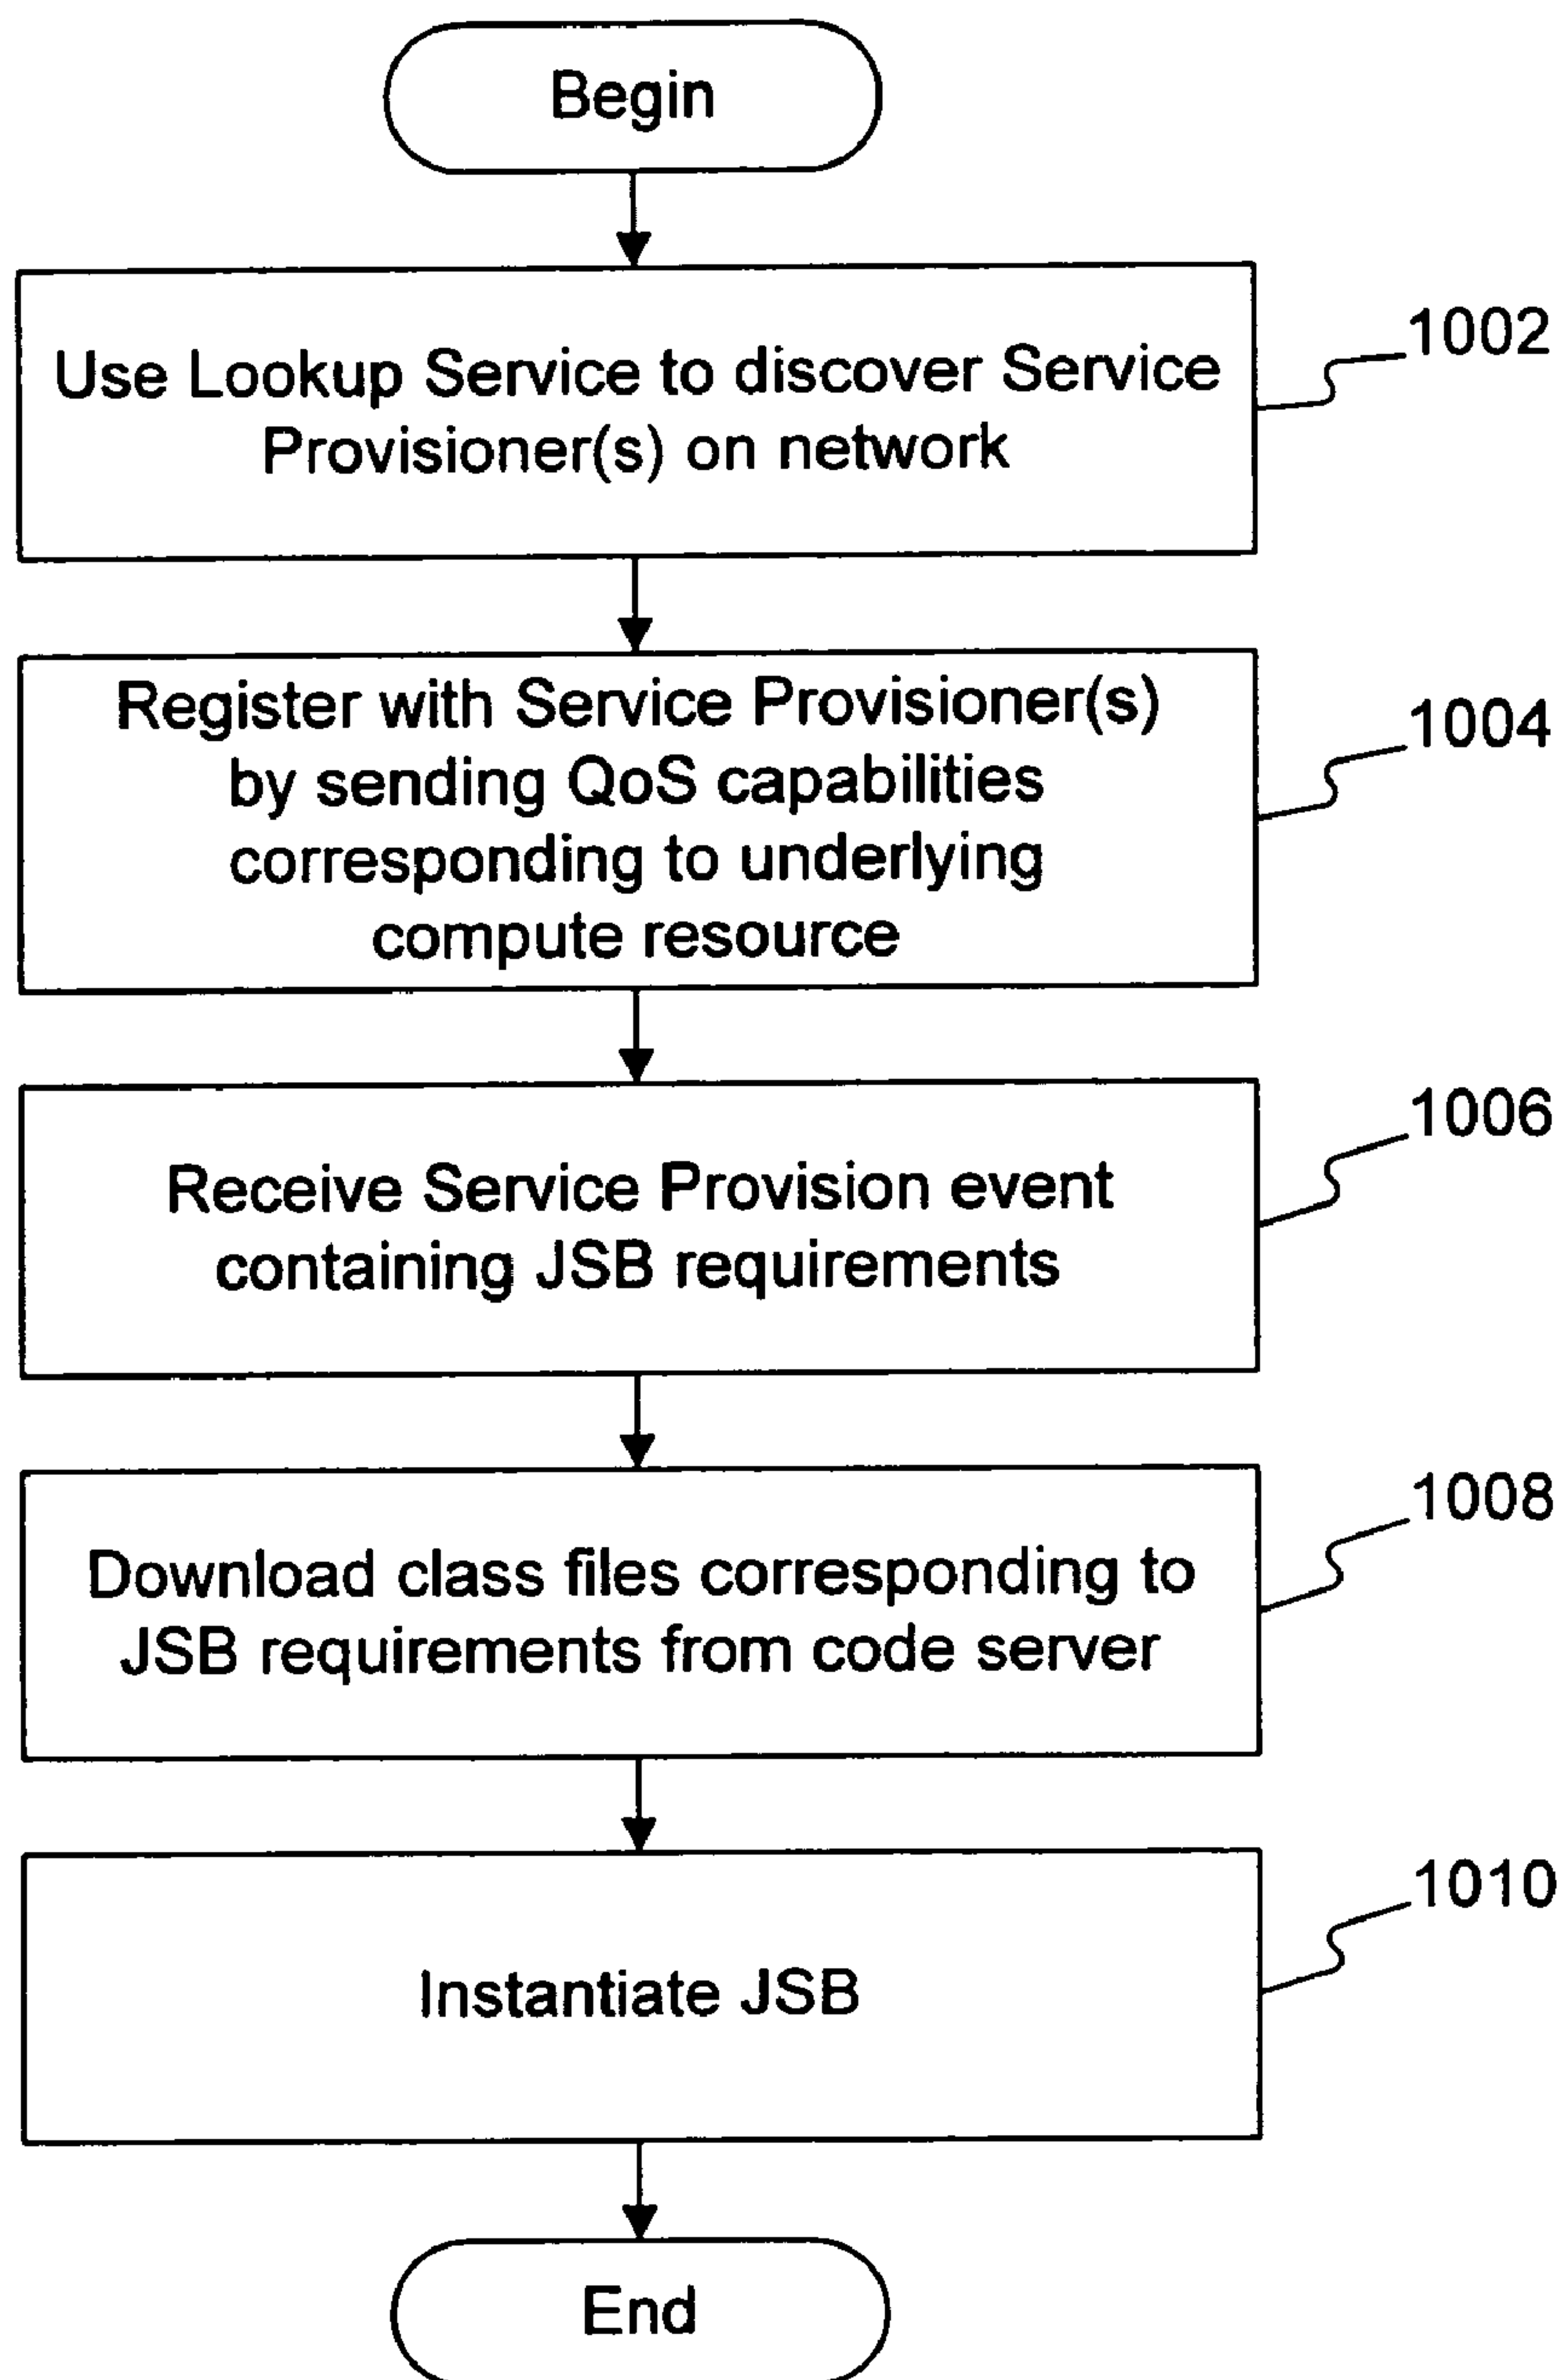 Begin
Use Lookup Service to discover Service
Provisioner(s) on network
1002
Register with Service Provisioner(s)
by sending QoS capabilities
corresponding to underlying
compute resource
1004
Receive Service Provision event
containing JSB requirements
1006
Download class files corresponding to
JSB requirements from code server
1008
Instantiate JSB
1010
End